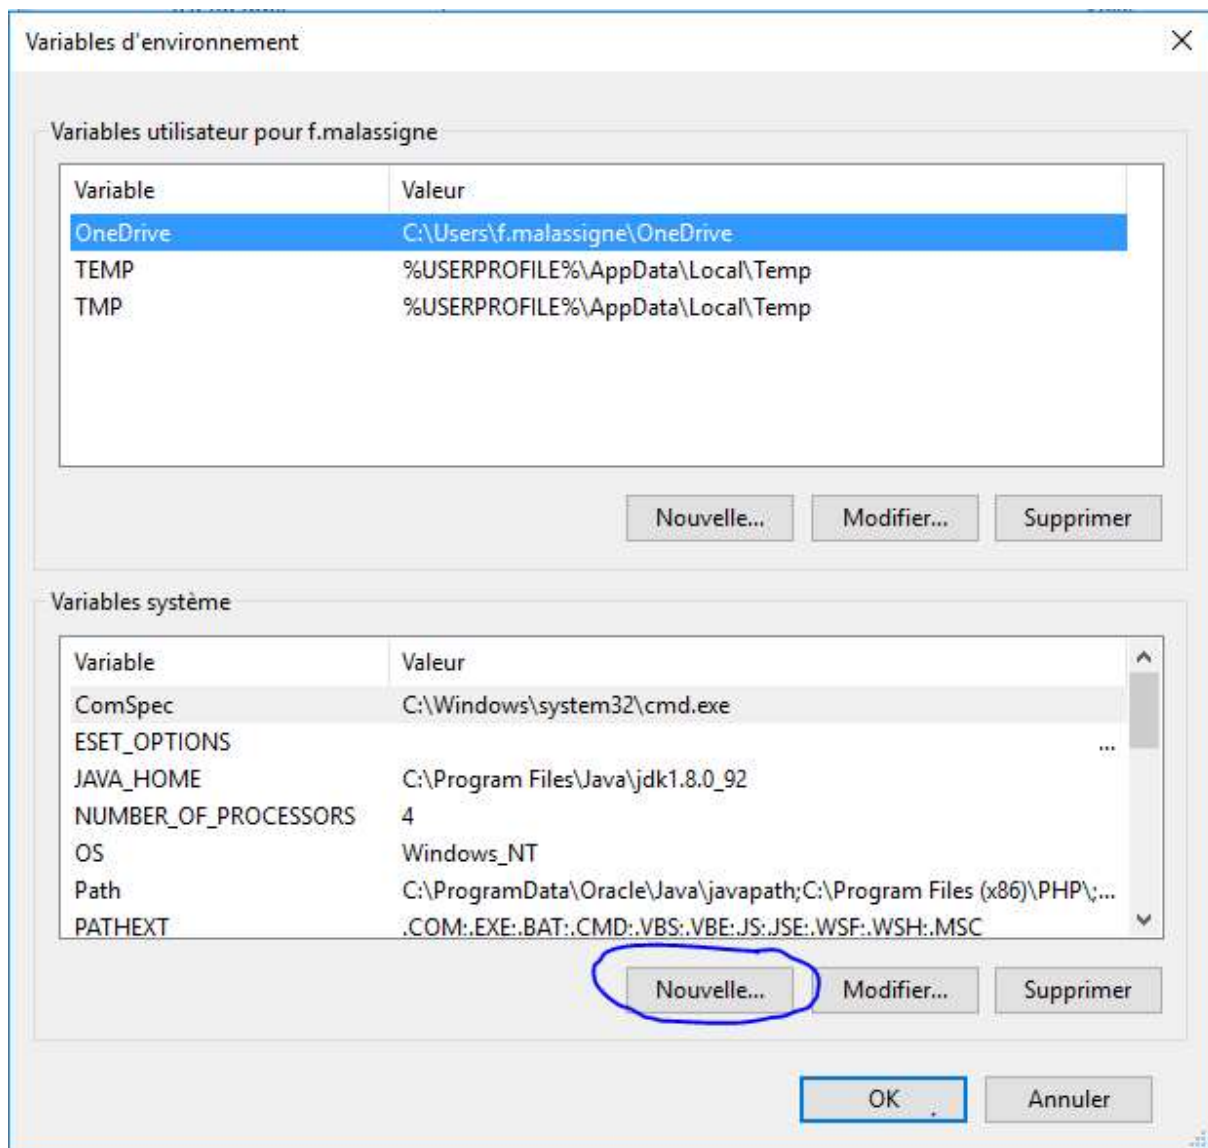 Variables d'environnement
Variables utilisateur pour f.malassigne
Variable Valeur
OneDrive C:\Users\f.malassigne\OneDrive
TEMP %USERPROFILE%\AppData\Local\Temp
TMP %USERPROFILE%\AppData\Local\Temp
Nouvelle... Modifier... Supprimer
Variables système
Variable Valeur
ComSpec C:\Windows\system32\cmd.exe
ESET_OPTIONS ...
JAVA_HOME C:\Program Files\Java\jdk1.8.0_92
NUMBER_OF_PROCESSORS 4
OS Windows_NT
Path C:\ProgramData\Oracle\Java\javapath;C:\Program Files (x86)\PHP\;...
PATHEXT .COM;.EXE;.BAT;.CMD;.VBS;.VBE;.JS;.JSE;.WSF;.WSH;.MSC
Nouvelle... Modifier... Supprimer
OK Annuler